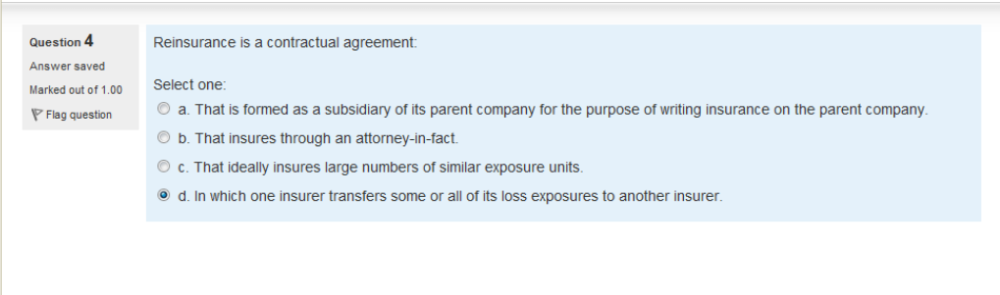 Question 4
Answer saved
Marked out of 1.00
Flag question
Reinsurance is a contractual agreement:
Select one:
a. That is formed as a subsidiary of its parent company for the purpose of writing insurance on the parent company.
b. That insures through an attorney-in-fact.
c. That ideally insures large numbers of similar exposure units.
d. In which one insurer transfers some or all of its loss exposures to another insurer.